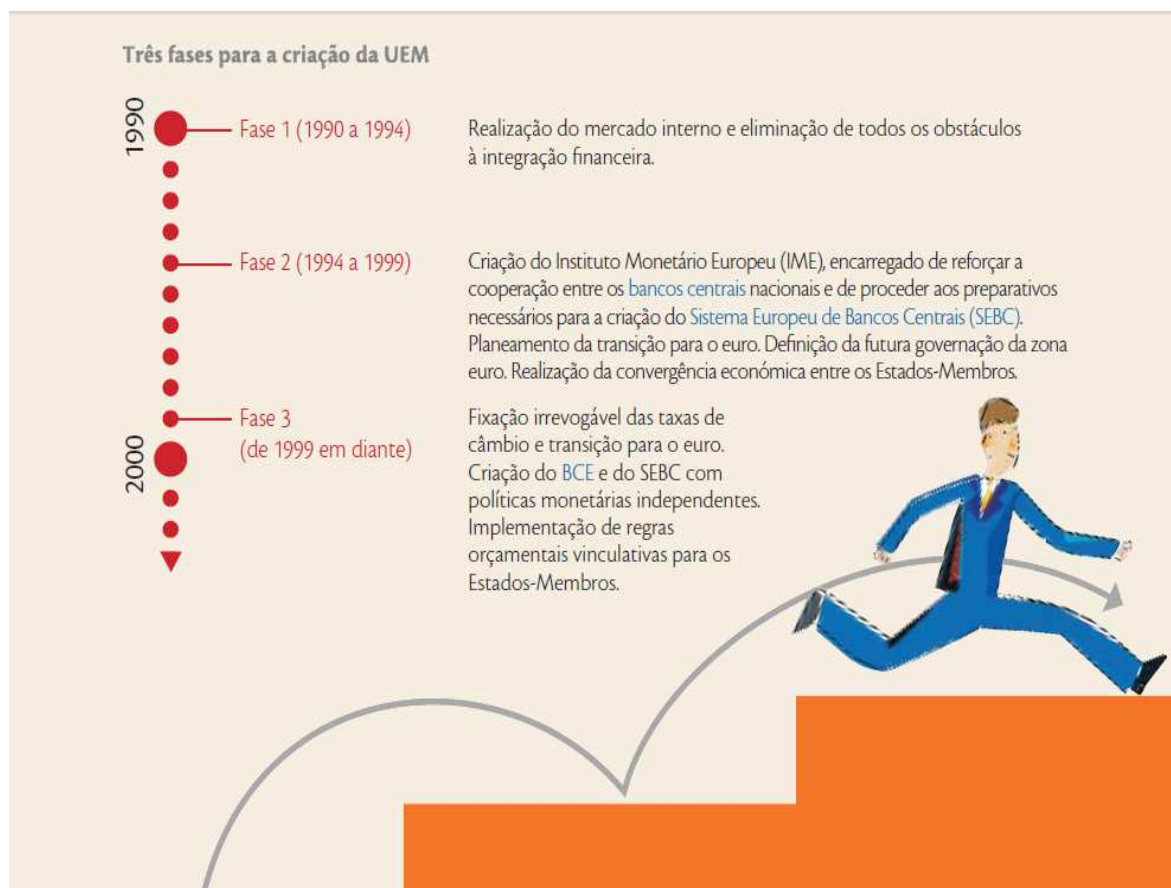 Três fases para a criação da UEM
1990
Fase 1 (1990 a 1994)
Realização do mercado interno e eliminação de todos os obstáculos
à integração financeira.
Fase 2 (1994 a 1999)
Criação do Instituto Monetário Europeu (IME), encarregado de reforçar a
cooperação entre os bancos centrais nacionais e de proceder aos preparativos
necessários para a criação do Sistema Europeu de Bancos Centrais (SEBC).
Planeamento da transição para o euro. Definição da futura governação da zona
euro. Realização da convergência económica entre os Estados-Membros.
Fase 3
(de 1999 em diante)
2000
Fixação irrevogável das taxas de
câmbio e transição para o euro.
Criação do BCE e do SEBC com
políticas monetárias independentes.
Implementação de regras
orçamentais vinculativas para os
Estados-Membros.